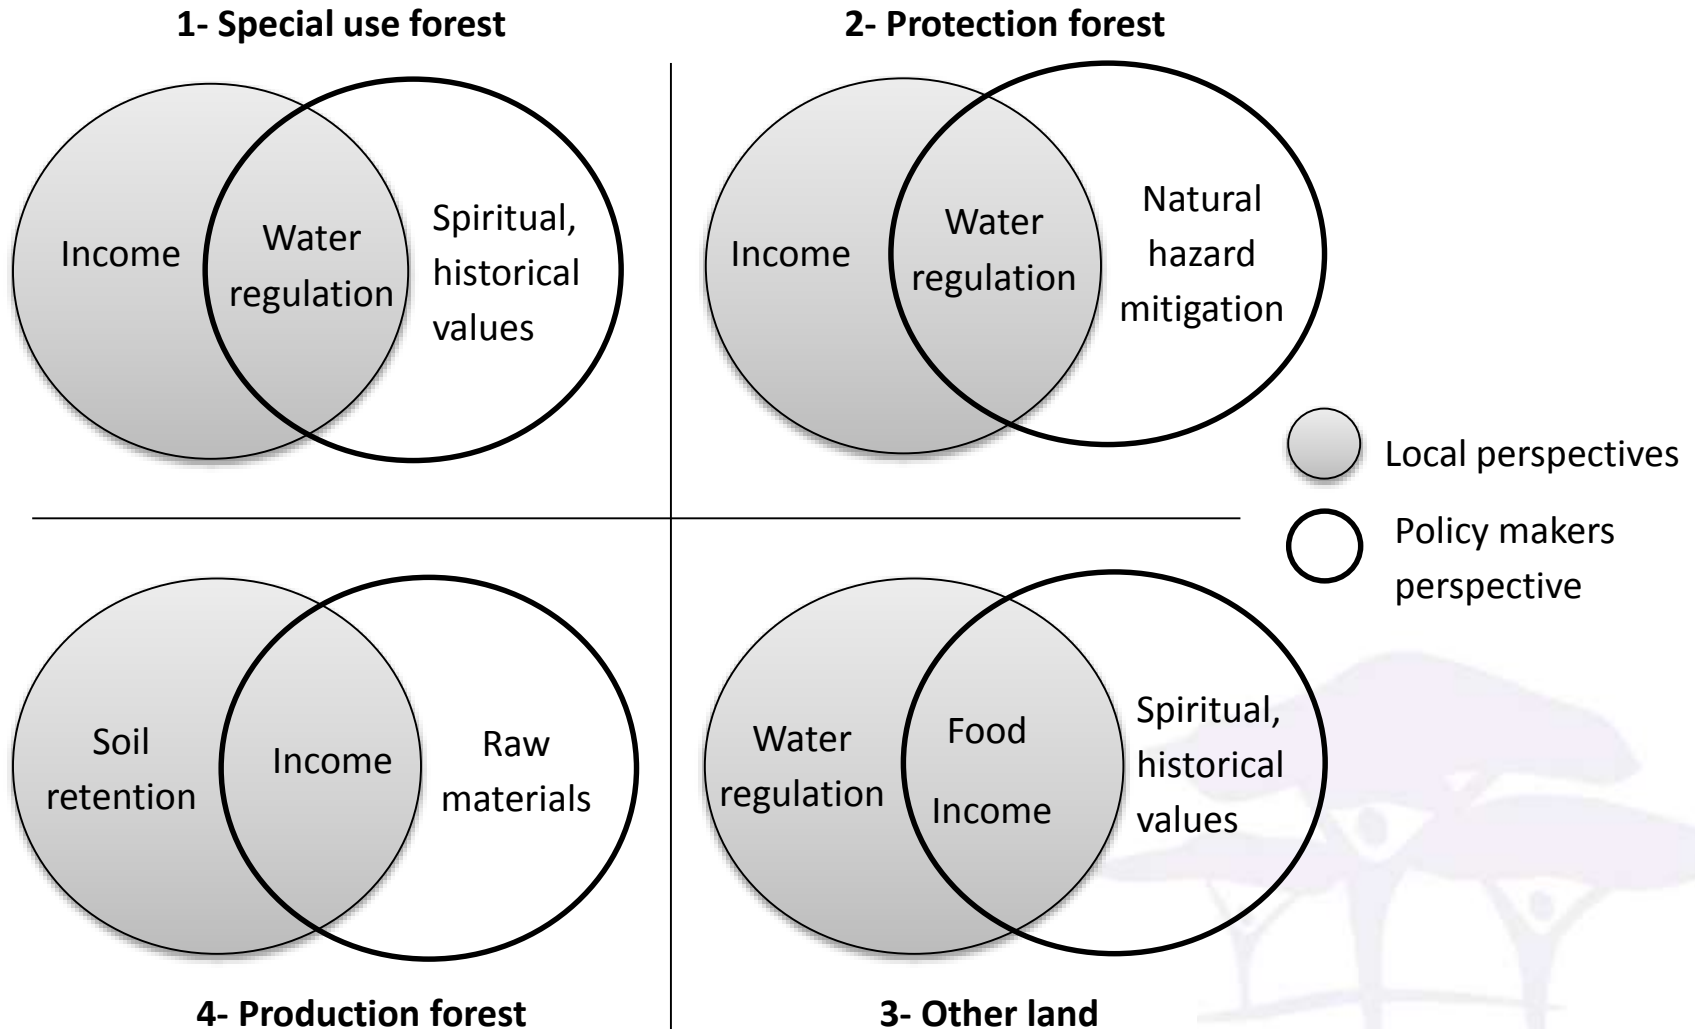 1- Special use forest
Income
Water
regulation
Spiritual,
historical
values
2- Protection forest
Income
Water
regulation
Natural
hazard
mitigation
Local perspectives
Policy makers
perspective
Soil
retention
Income
Raw
materials
4- Production forest
Water
regulation
Food
Income
Spiritual,
historical
values
3- Other land